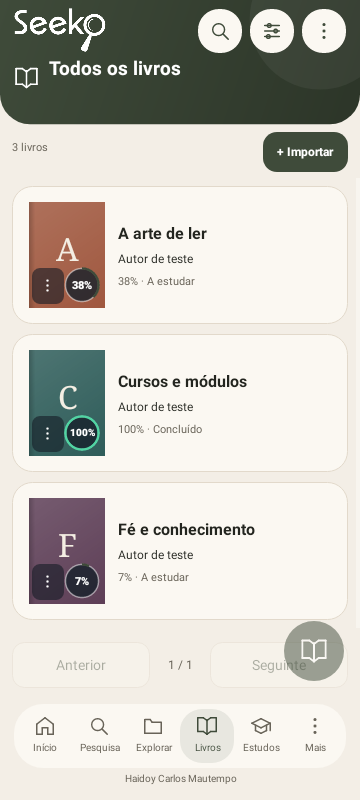 Seeko
Todos os livros
3 livros
+ Importar
A
38%
A arte de ler
Autor de teste
38% · A estudar
C
100%
Cursos e módulos
Autor de teste
100% · Concluído
F
7%
Fé e conhecimento
Autor de teste
7% · A estudar
Anterior
1 / 1
Seguinte
Início
Pesquisa
Explorar
Livros
Estudos
Mais
Haidoy Carlos Mautempo